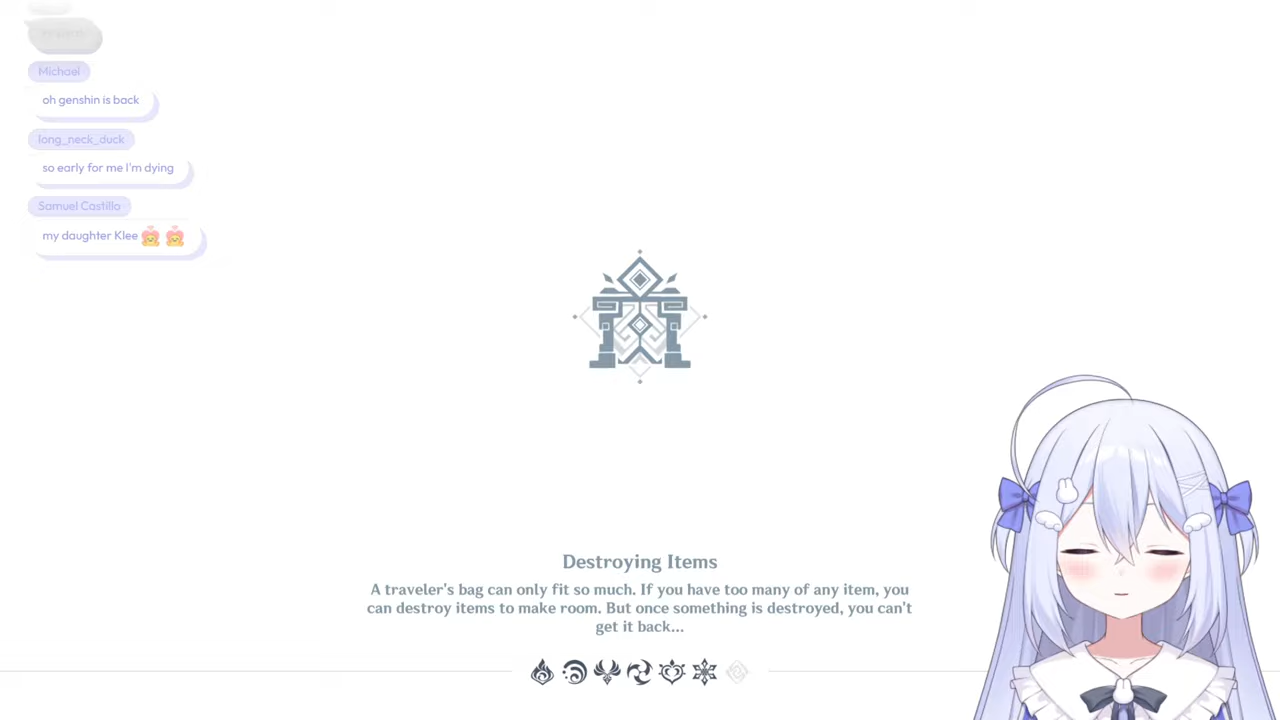 Michael
oh genshin is back
long_neck_duck
so early for me I'm dying
Samuel Costillo
my daughter Klee
Destroying Items
A traveler's bag can only fit so much. If you have too many of any item, you
can destroy items to make room. But once something is destroyed, you can't
get it back...